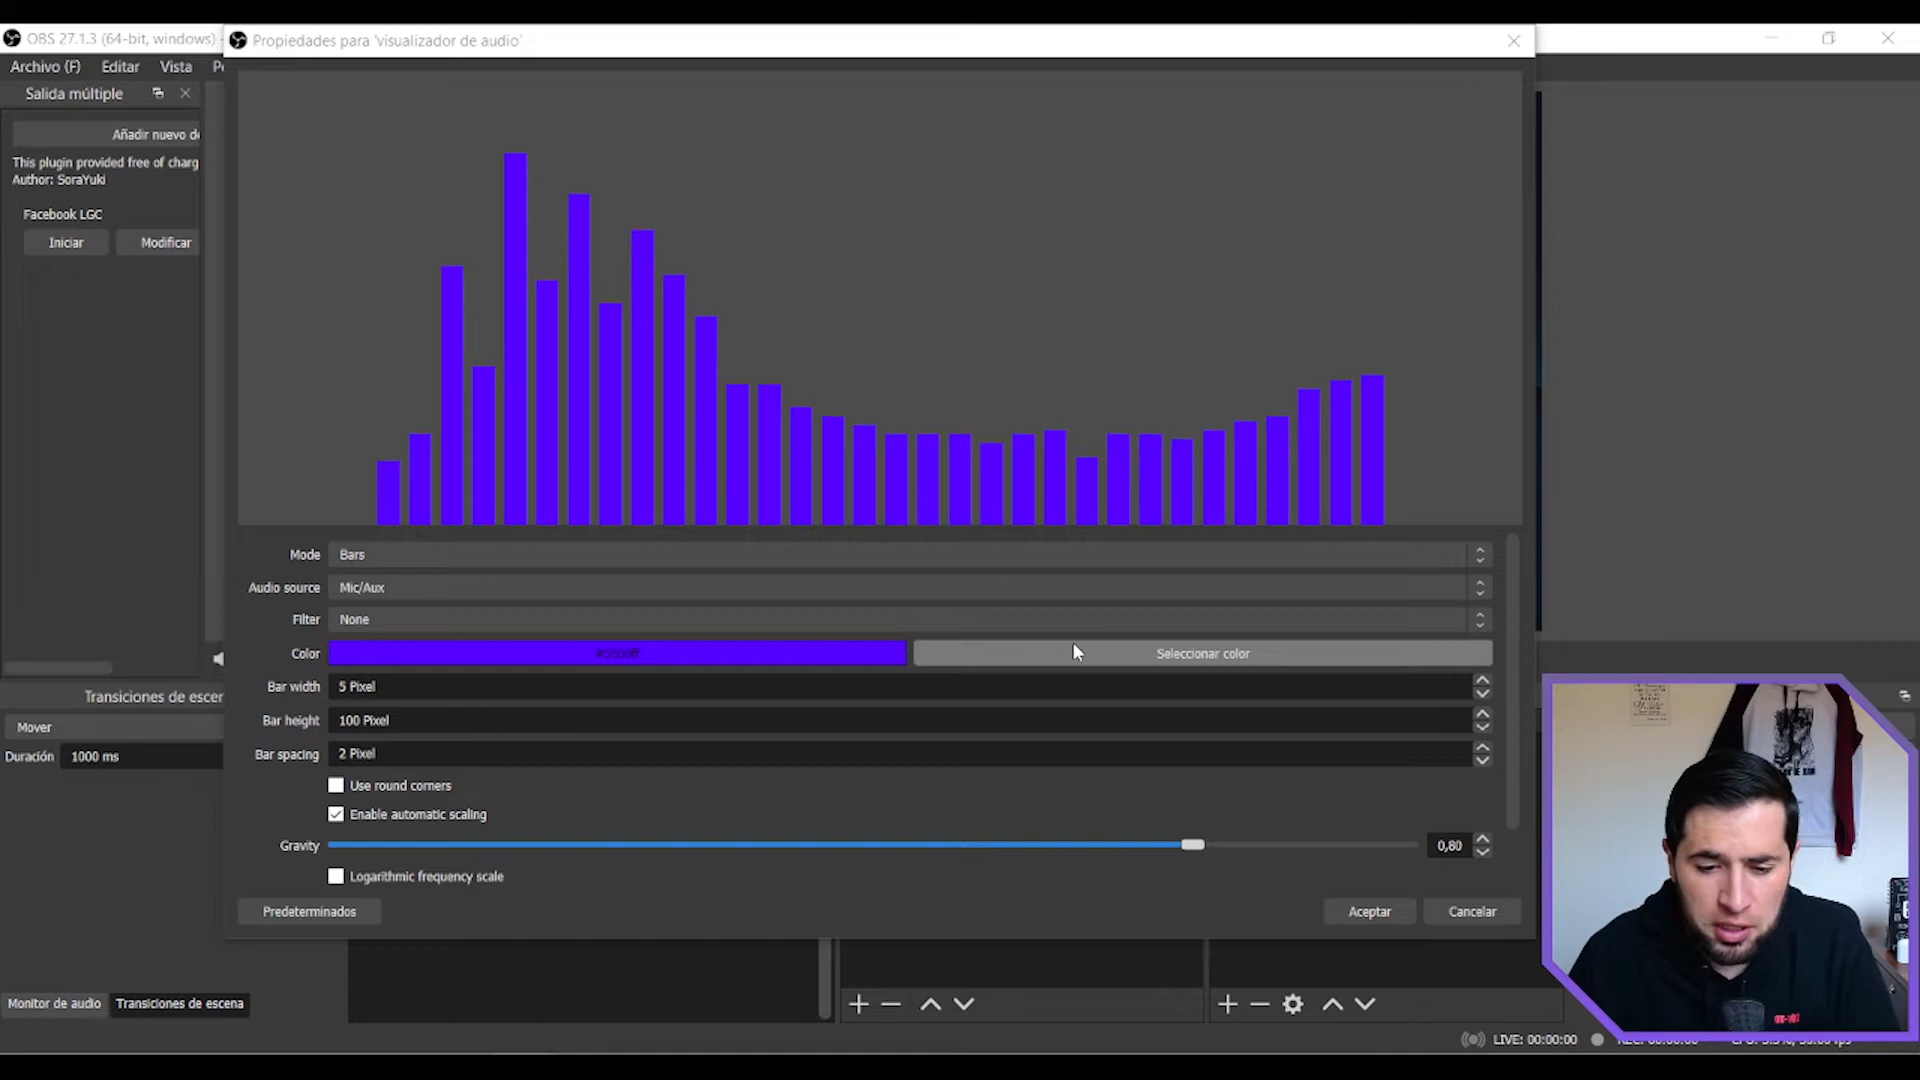 OBS 27.1.3 (64-bit, windows) -
Propiedades para 'visualizador de audio'
Archivo (F) Editar Vista
Salida múltiple
Añadir nuevo de
This plugin provided free of charg
Author: SoraYuki
Facebook LGC
Iniciar Modificar
Mode Bars
Audio source Mic/Aux
Filter None
Color Seleccionar color
Bar width 5 Pixel
Bar height 100 Pixel
Bar spacing 2 Pixel
Use round corners
Enable automatic scaling
Gravity 0,80
Logarithmic frequency scale
Predeterminados Aceptar Cancelar
Transiciones de escen
Mover
Duración 1000 ms
Monitor de audio Transiciones de escena
LIVE: 00:00:00